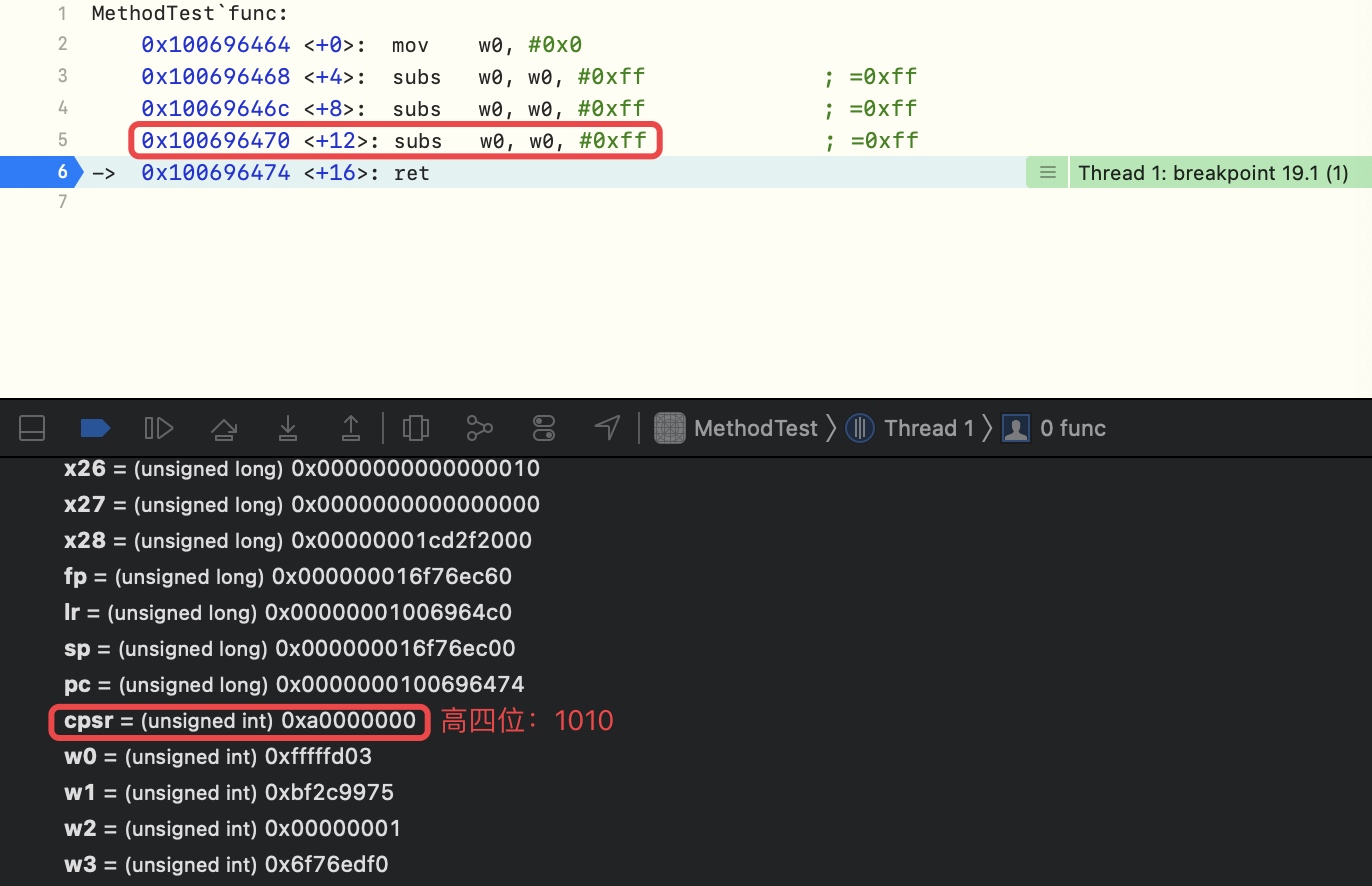 1 MethodTest`func:
2 0x100696464 <+0>: mov w0, #0x0
3 0x100696468 <+4>: subs w0, w0, #0xff ; =0xff
4 0x10069646c <+8>: subs w0, w0, #0xff ; =0xff
5 0x100696470 <+12>: subs w0, w0, #0xff ; =0xff
6 -> 0x100696474 <+16>: ret Thread 1: breakpoint 19.1 (1)
7
MethodTest 〉 Thread 1 〉 0 func
x26 = (unsigned long) 0x0000000000000010
x27 = (unsigned long) 0x0000000000000000
x28 = (unsigned long) 0x00000001cd2f2000
fp = (unsigned long) 0x000000016f76ec60
lr = (unsigned long) 0x00000001006964c0
sp = (unsigned long) 0x000000016f76ec00
pc = (unsigned long) 0x0000000100696474
cpsr = (unsigned int) 0xa0000000 高四位：1010
w0 = (unsigned int) 0xfffffd03
w1 = (unsigned int) 0xbf2c9975
w2 = (unsigned int) 0x00000001
w3 = (unsigned int) 0x6f76edf0